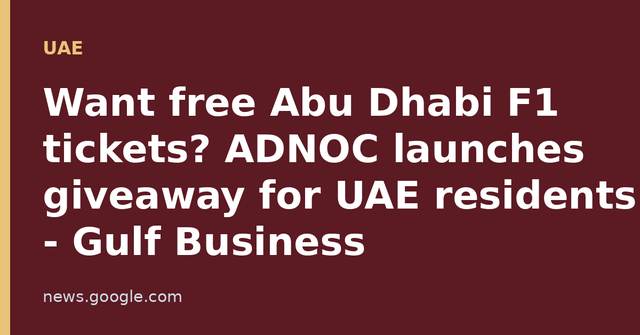 UAE
Want free Abu Dhabi F1
tickets? ADNOC launches
giveaway for UAE residents
- Gulf Business
news.google.com